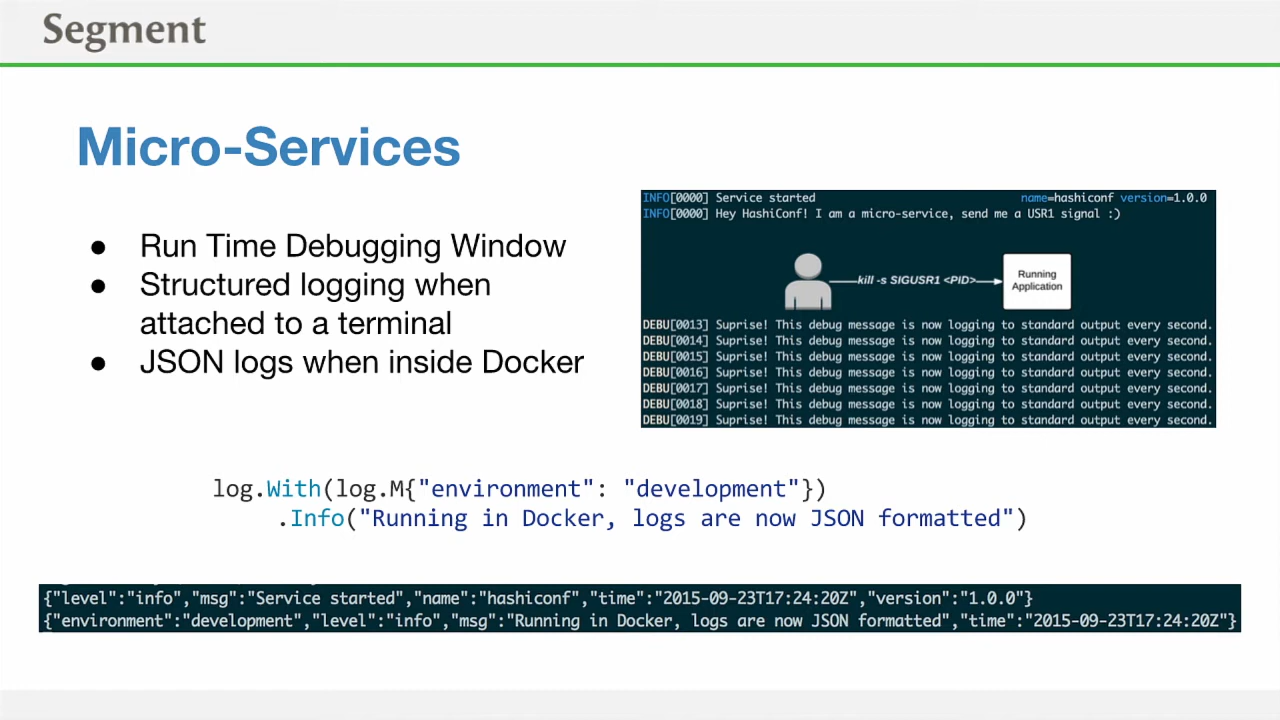 Segment
Micro-Services
● Run Time Debugging Window
● Structured logging when
attached to a terminal
● JSON logs when inside Docker
INFO[0000] Service started name=hashiconf version=1.0.0
INFO[0000] Hey HashiConf! I am a micro-service, send me a USR1 signal :)
kill -s SIGUSR1 <PID>
Running
Application
DEBU[0013] Suprise! This debug message is now logging to standard output every second.
DEBU[0014] Suprise! This debug message is now logging to standard output every second.
DEBU[0015] Suprise! This debug message is now logging to standard output every second.
DEBU[0016] Suprise! This debug message is now logging to standard output every second.
DEBU[0017] Suprise! This debug message is now logging to standard output every second.
DEBU[0018] Suprise! This debug message is now logging to standard output every second.
DEBU[0019] Suprise! This debug message is now logging to standard output every second.
log.With(log.M{"environment": "development"})
.Info("Running in Docker, logs are now JSON formatted")
{"level":"info","msg":"Service started","name":"hashiconf","time":"2015-09-23T17:24:20Z","version":"1.0.0"}
{"environment":"development","level":"info","msg":"Running in Docker, logs are now JSON formatted","time":"2015-09-23T17:24:20Z"}